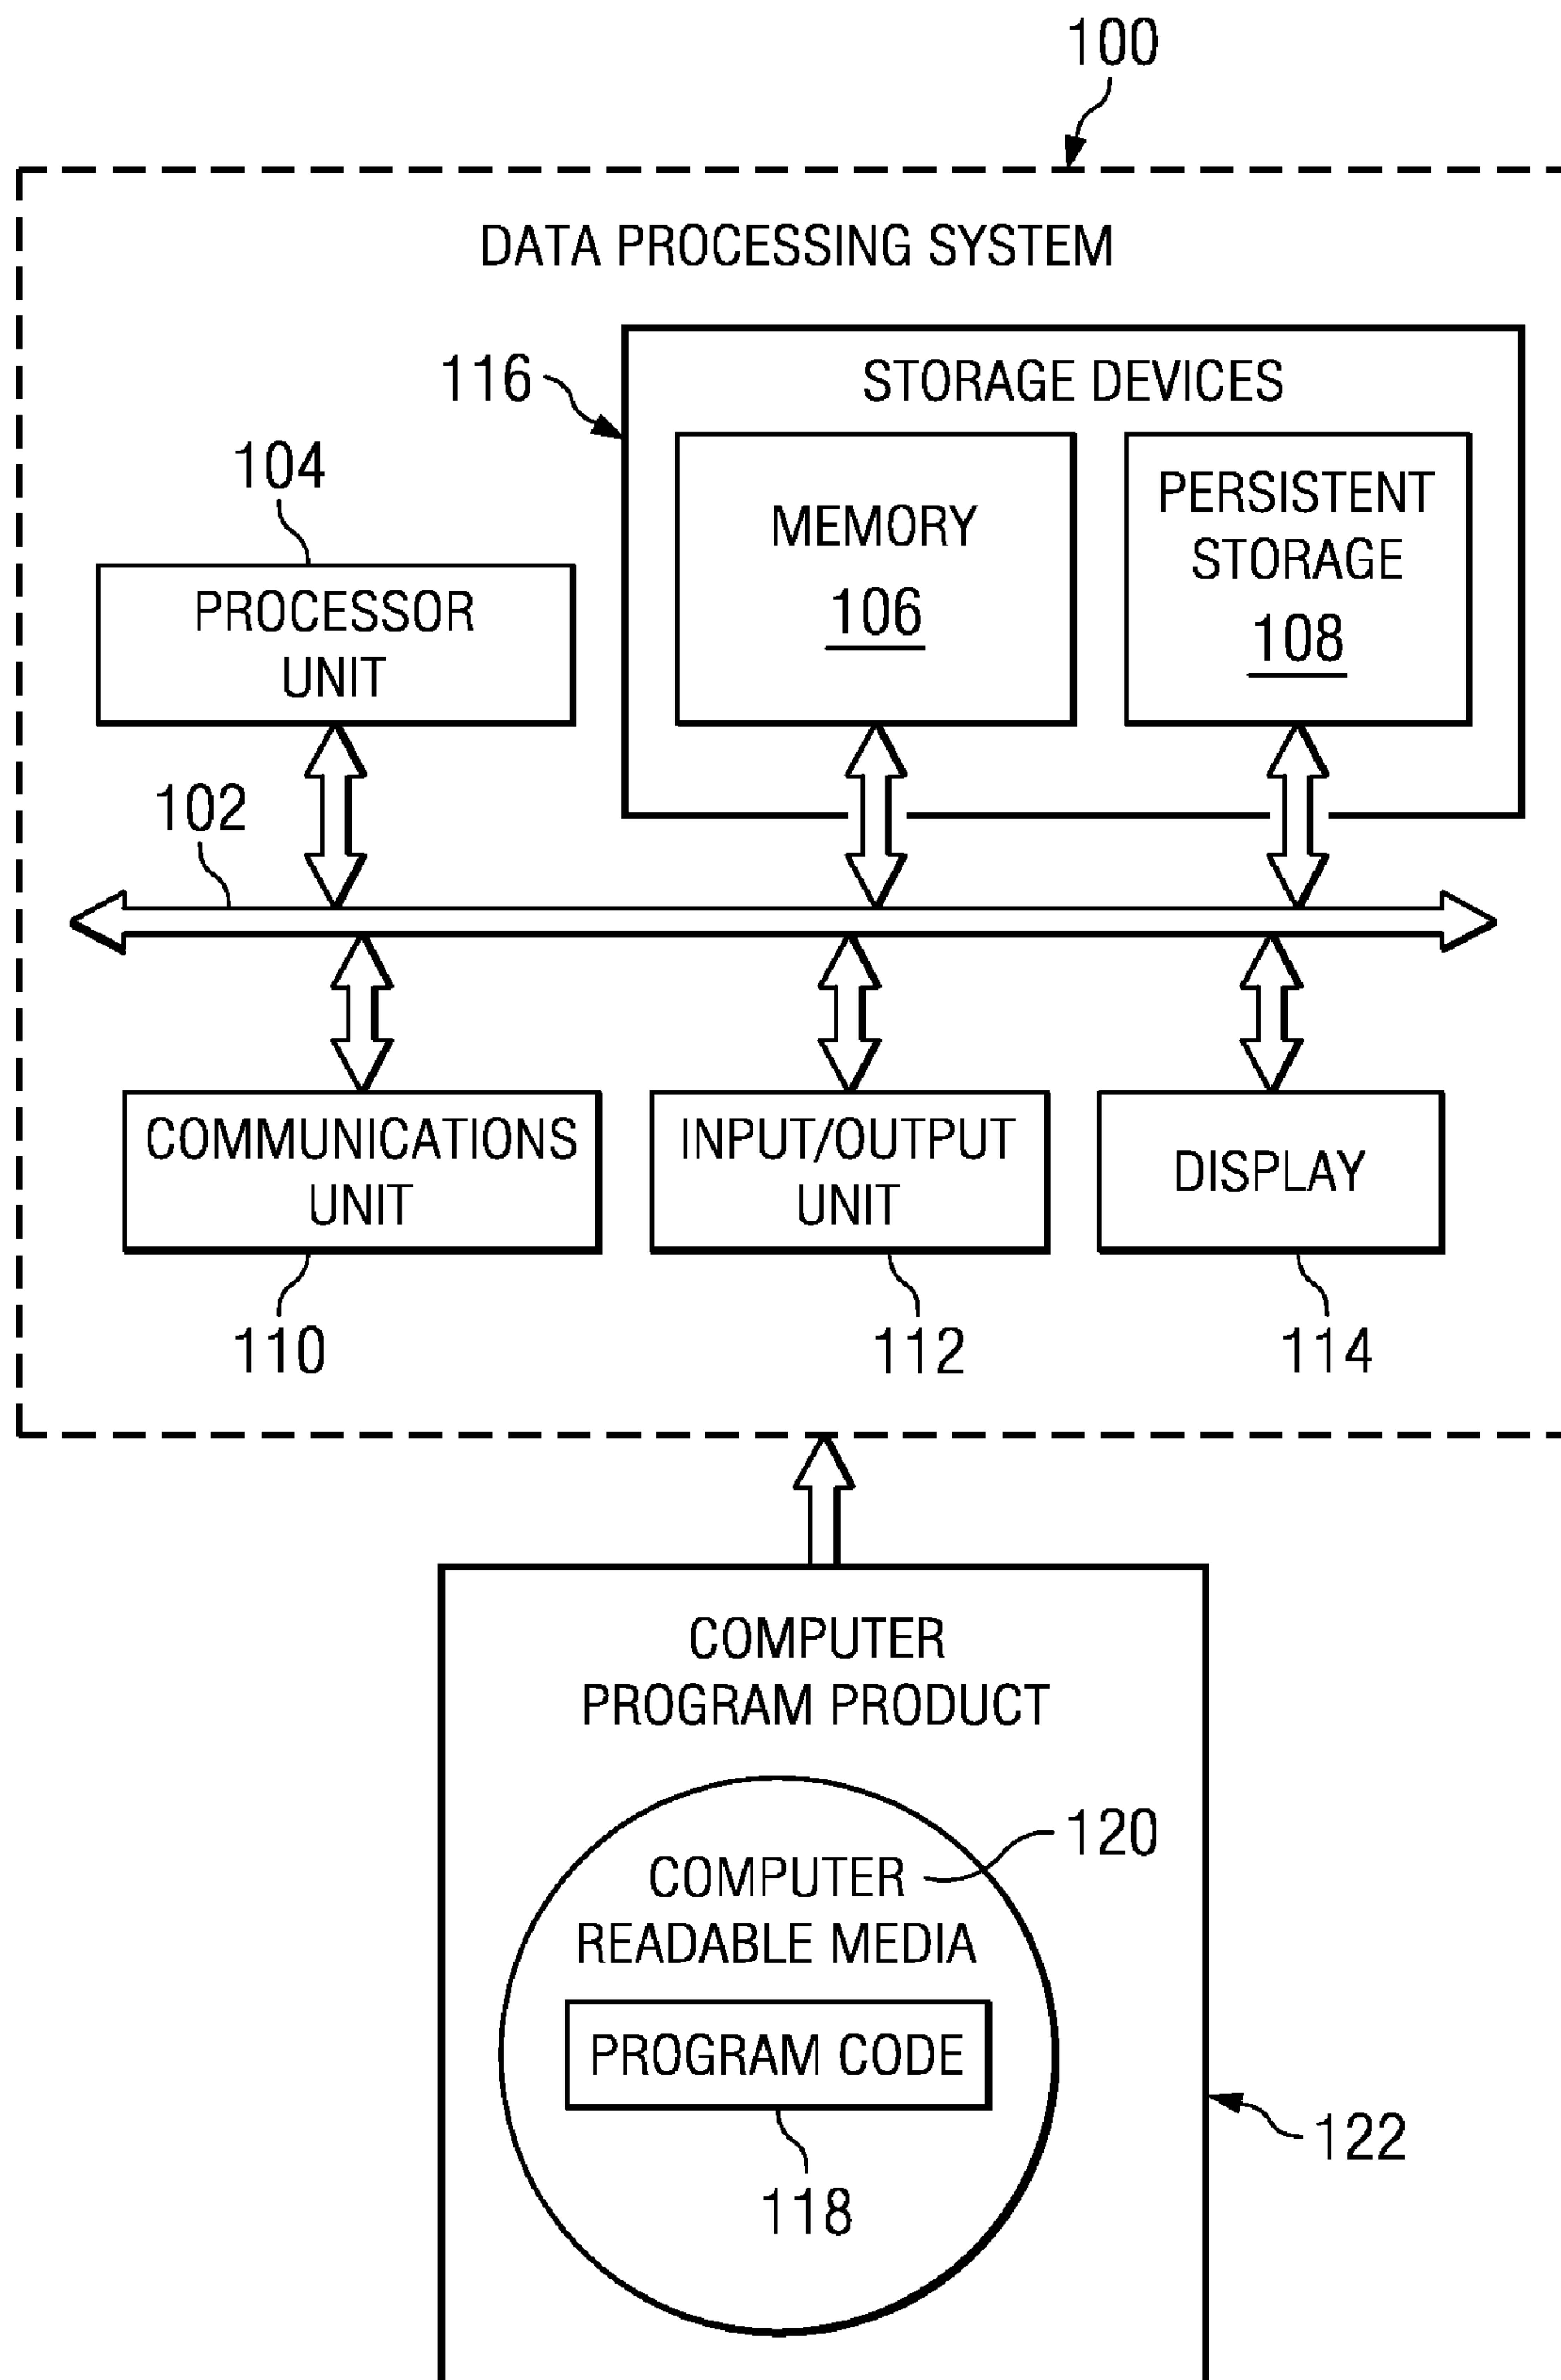 100
DATA PROCESSING SYSTEM
116
STORAGE DEVICES
104
MEMORY
106
PERSISTENT
STORAGE
108
PROCESSOR
UNIT
102
COMMUNICATIONS
UNIT
INPUT/OUTPUT
UNIT
DISPLAY
110
112
114
COMPUTER
PROGRAM PRODUCT
120
COMPUTER
READABLE MEDIA
PROGRAM CODE
118
122